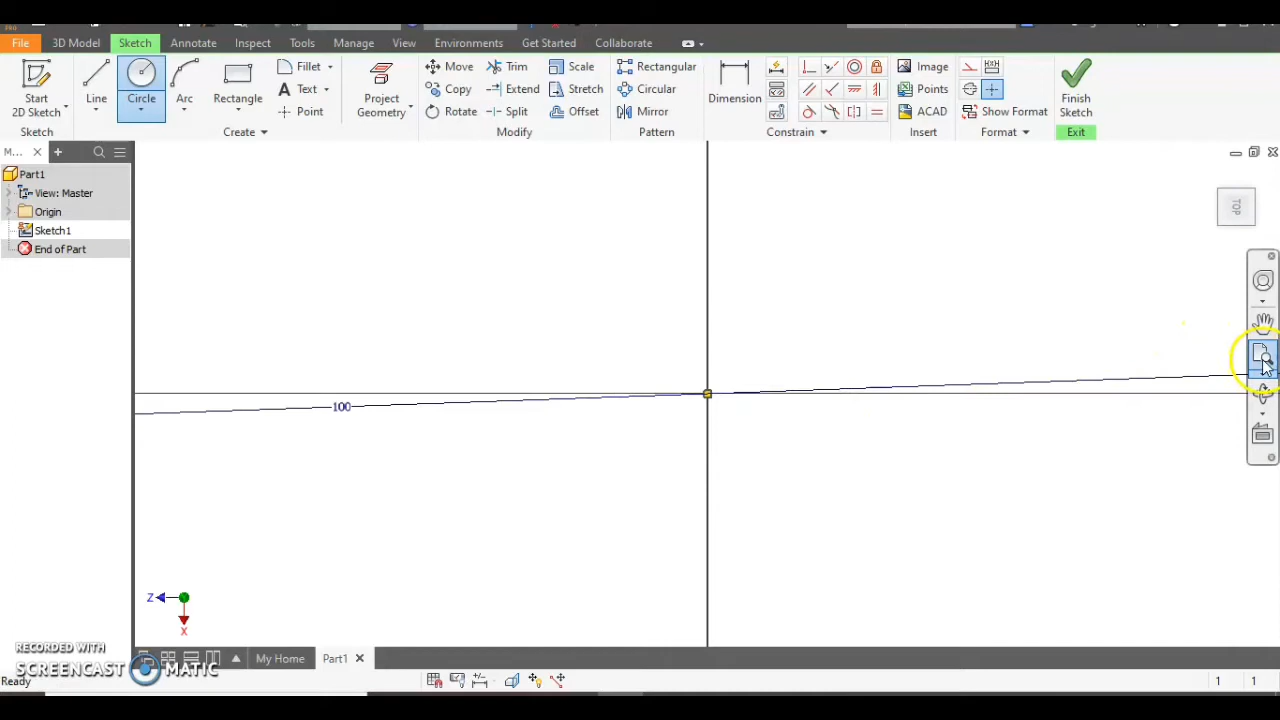 PRO
File 3D Model Sketch Annotate Inspect Tools Manage View Environments Get Started Collaborate
Start 2D Sketch
Line
Circle
Arc
Rectangle
Fillet
Text
Point
Project Geometry
Move
Copy
Rotate
Trim
Extend
Split
Scale
Stretch
Offset
Rectangular
Circular
Mirror
Dimension
Image
Points
ACAD
Show Format
Finish Sketch
Sketch Create Modify Pattern Constrain Insert Format Exit
M...
Part1
View: Master
Origin
Sketch1
End of Part
TOP
100
Z
X
RECORDED WITH
SCREENCAST MATIC
My Home Part1
Ready 1 1